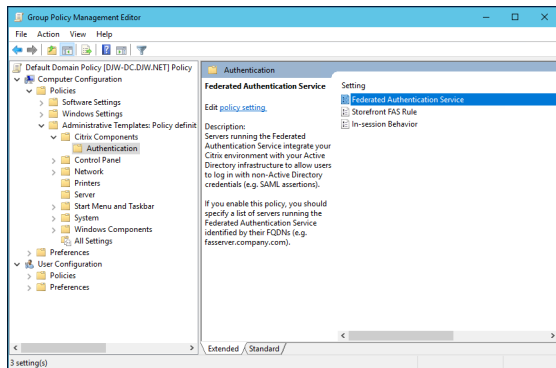 Group Policy Management Editor
File Action View Help
Default Domain Policy [DJW-DC.DJW.NET] Policy
Computer Configuration
Policies
Software Settings
Windows Settings
Administrative Templates: Policy definit
Citrix Components
Authentication
Control Panel
Network
Printers
Server
Start Menu and Taskbar
System
Windows Components
All Settings
Preferences
User Configuration
Policies
Preferences
Authentication
Federated Authentication Service
Edit policy setting.
Description:
Servers running the Federated
Authentication Service integrate your
Citrix environment with your Active
Directory infrastructure to allow users
to log in with non-Active Directory
credentials (e.g. SAML assertions).
If you enable this policy, you should
specify a list of servers running the
Federated Authentication Service
identified by their FQDNs (e.g.
fasserver.company.com).
Setting
Federated Authentication Service
Storefront FAS Rule
In-session Behavior
Extended Standard
3 setting(s)